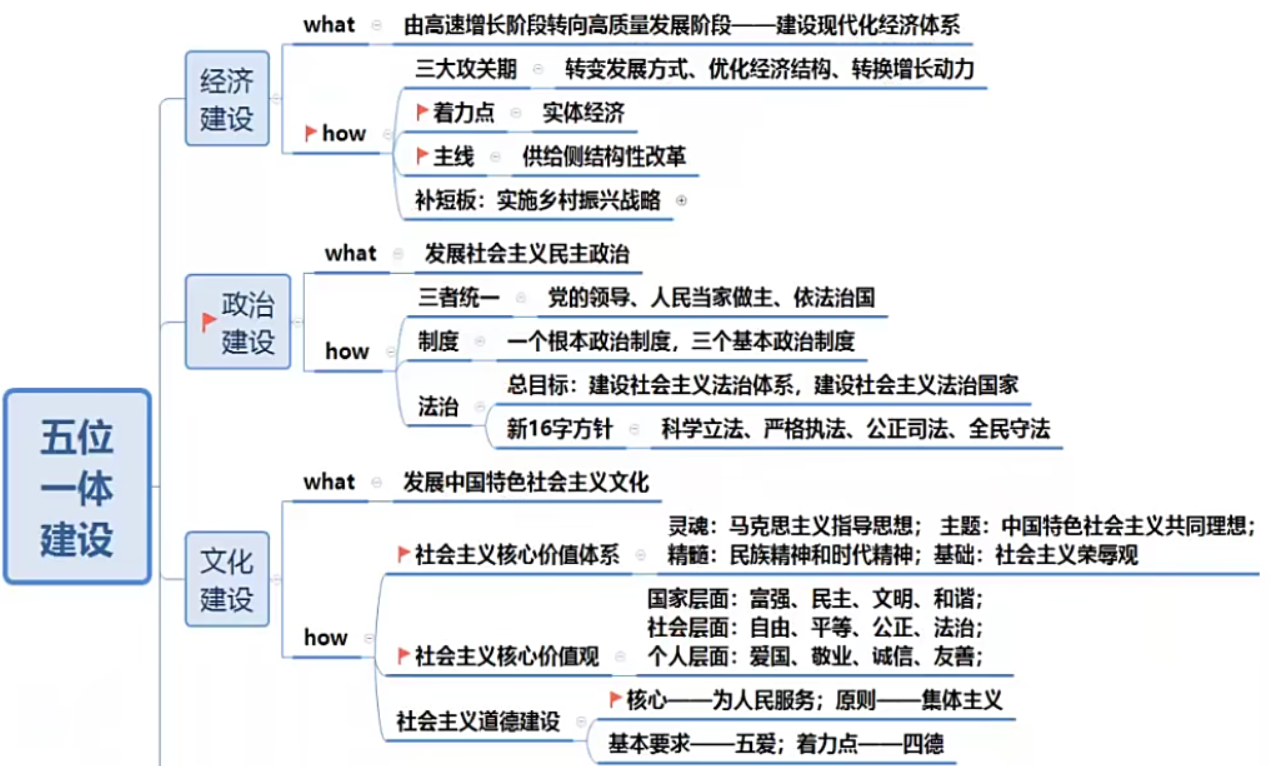 五位
一体
建设
经济
建设
what
由高速增长阶段转向高质量发展阶段——建设现代化经济体系
how
三大攻关期
转变发展方式、优化经济结构、转换增长动力
着力点
实体经济
主线
供给侧结构性改革
补短板：实施乡村振兴战略
政治
建设
what
发展社会主义民主政治
how
三者统一
党的领导、人民当家做主、依法治国
制度
一个根本政治制度，三个基本政治制度
法治
总目标：建设社会主义法治体系，建设社会主义法治国家
新16字方针
科学立法、严格执法、公正司法、全民守法
文化
建设
what
发展中国特色社会主义文化
how
社会主义核心价值体系
灵魂：马克思主义指导思想； 主题：中国特色社会主义共同理想；
精髓：民族精神和时代精神；基础：社会主义荣辱观
社会主义核心价值观
国家层面：富强、民主、文明、和谐；
社会层面：自由、平等、公正、法治；
个人层面：爱国、敬业、诚信、友善；
社会主义道德建设
核心——为人民服务；原则——集体主义
基本要求——五爱；着力点——四德